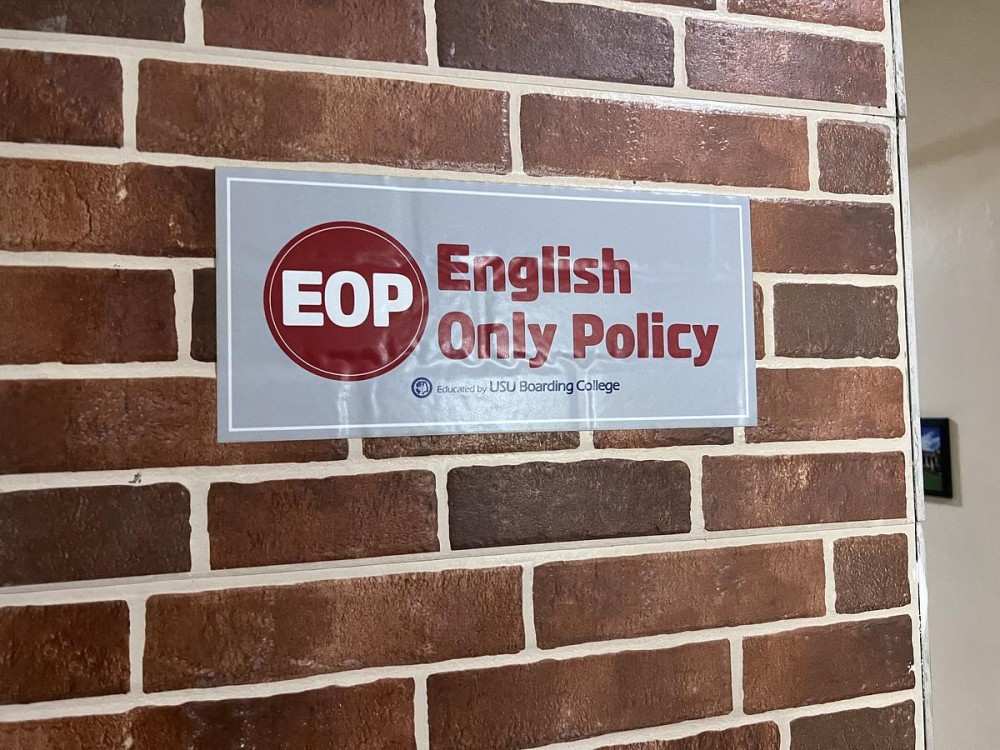 EOP
English
Only Policy
Educated by USU Boarding College